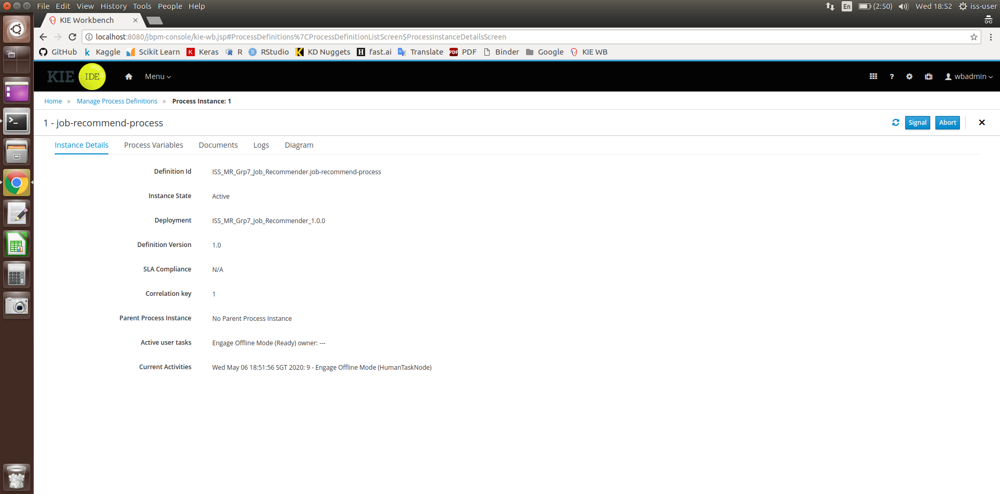 File Edit View History Tools People Help
En (2:50) Wed 18:52 iss-user
KIE Workbench
localhost:8080/jbpm-console/kie-wb.jsp#ProcessDefinitions%7CProcessDefinitionListScreen$ProcessInstanceDetailsScreen
GitHub k Kaggle Scikit Learn K Keras R R RStudio K KD Nuggets H fast.ai Translate PDF PDF Binder Google KIE WB
KIE IDE Menu ? wbadmin
Home » Manage Process Definitions » Process Instance: 1
1 - job-recommend-process Signal Abort
Instance Details Process Variables Documents Logs Diagram
Definition Id ISS_MR_Grp7_Job_Recommender.job-recommend-process
Instance State Active
Deployment ISS_MR_Grp7_Job_Recommender_1.0.0
Definition Version 1.0
SLA Compliance N/A
Correlation key 1
Parent Process Instance No Parent Process Instance
Active user tasks Engage Offline Mode (Ready) owner: ---
Current Activities Wed May 06 18:51:56 SGT 2020: 9 - Engage Offline Mode (HumanTaskNode)